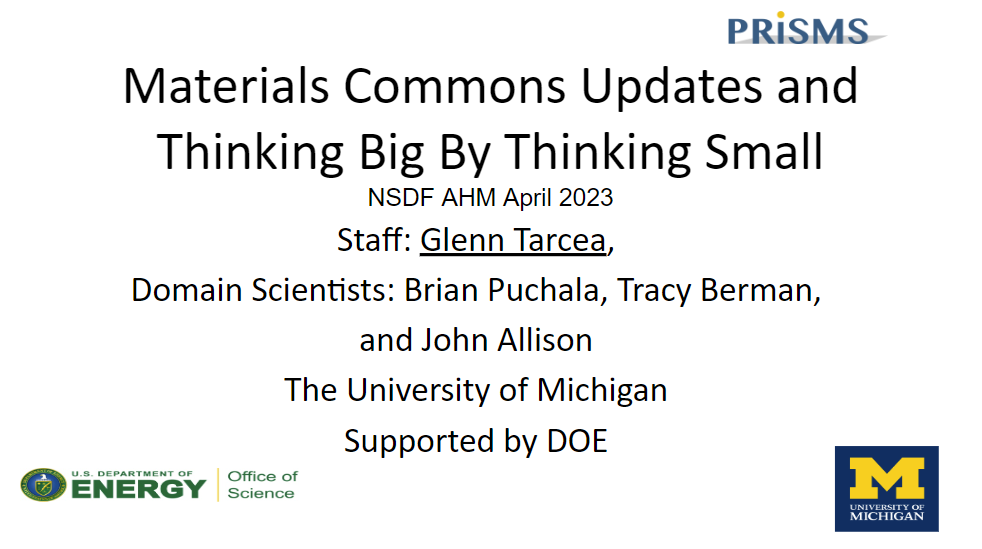 PRiSMS
Materials Commons Updates and
Thinking Big By Thinking Small
NSDF AHM April 2023
Staff: Glenn Tarcea,
Domain Scientists: Brian Puchala, Tracy Berman,
and John Allison
The University of Michigan
Supported by DOE
U.S. DEPARTMENT OF
ENERGY
Office of
Science
M
UNIVERSITY OF
MICHIGAN